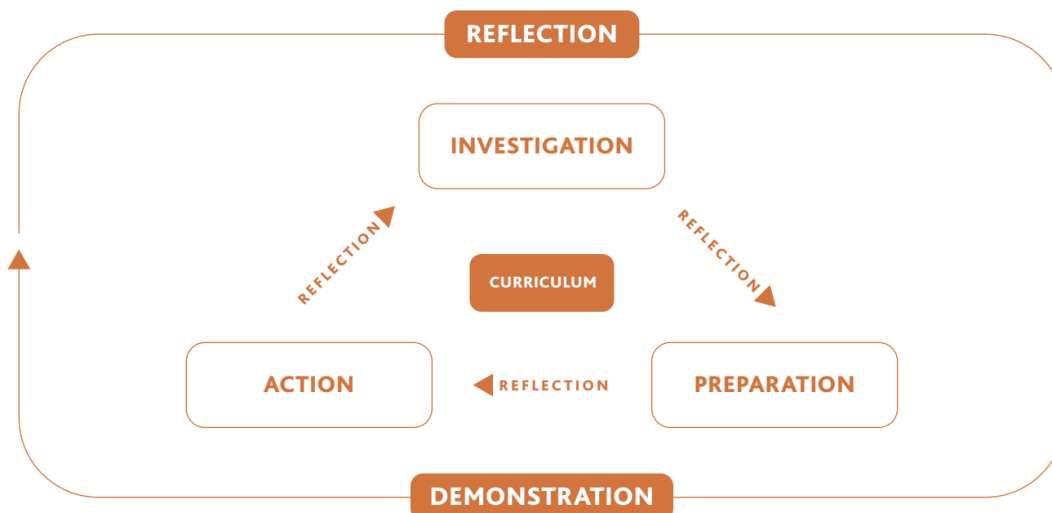 REFLECTION
INVESTIGATION
REFLECTION
REFLECTION
CURRICULUM
ACTION
REFLECTION
PREPARATION
DEMONSTRATION